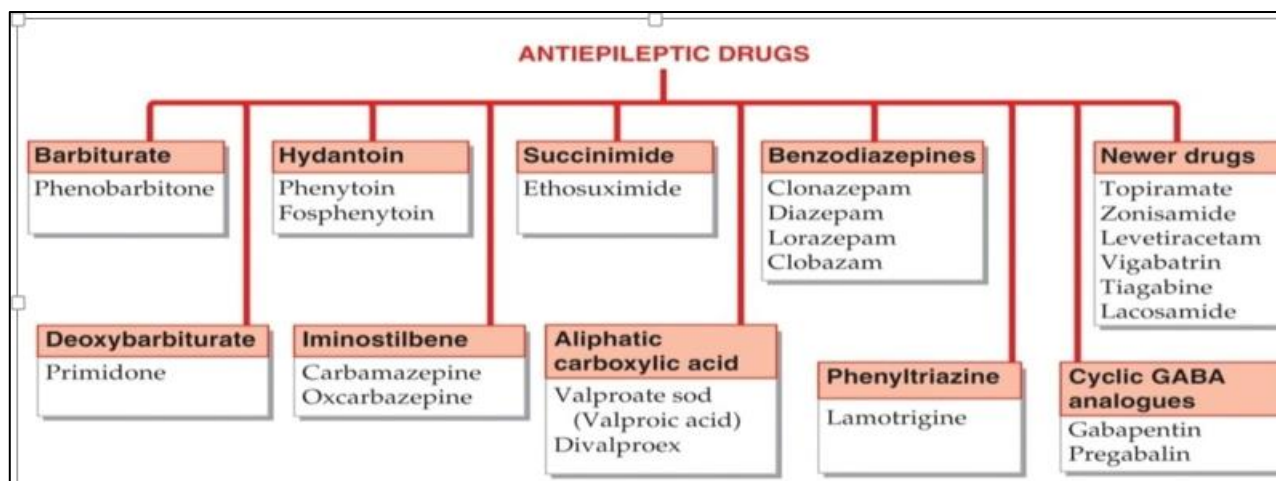 ANTIEPILEPTIC DRUGS
Barbiturate
Phenobarbitone
Hydantoin
Phenytoin
Fosphenytoin
Succinimide
Ethosuximide
Benzodiazepines
Clonazepam
Diazepam
Lorazepam
Clobazam
Newer drugs
Topiramate
Zonisamide
Levetiracetam
Vigabatrin
Tiagabine
Lacosamide
Deoxybarbiturate
Primidone
Iminostilbene
Carbamazepine
Oxcarbazepine
Aliphatic
carboxylic acid
Valproate sod
(Valproic acid)
Divalproex
Phenyltriazine
Lamotrigine
Cyclic GABA
analogues
Gabapentin
Pregabalin